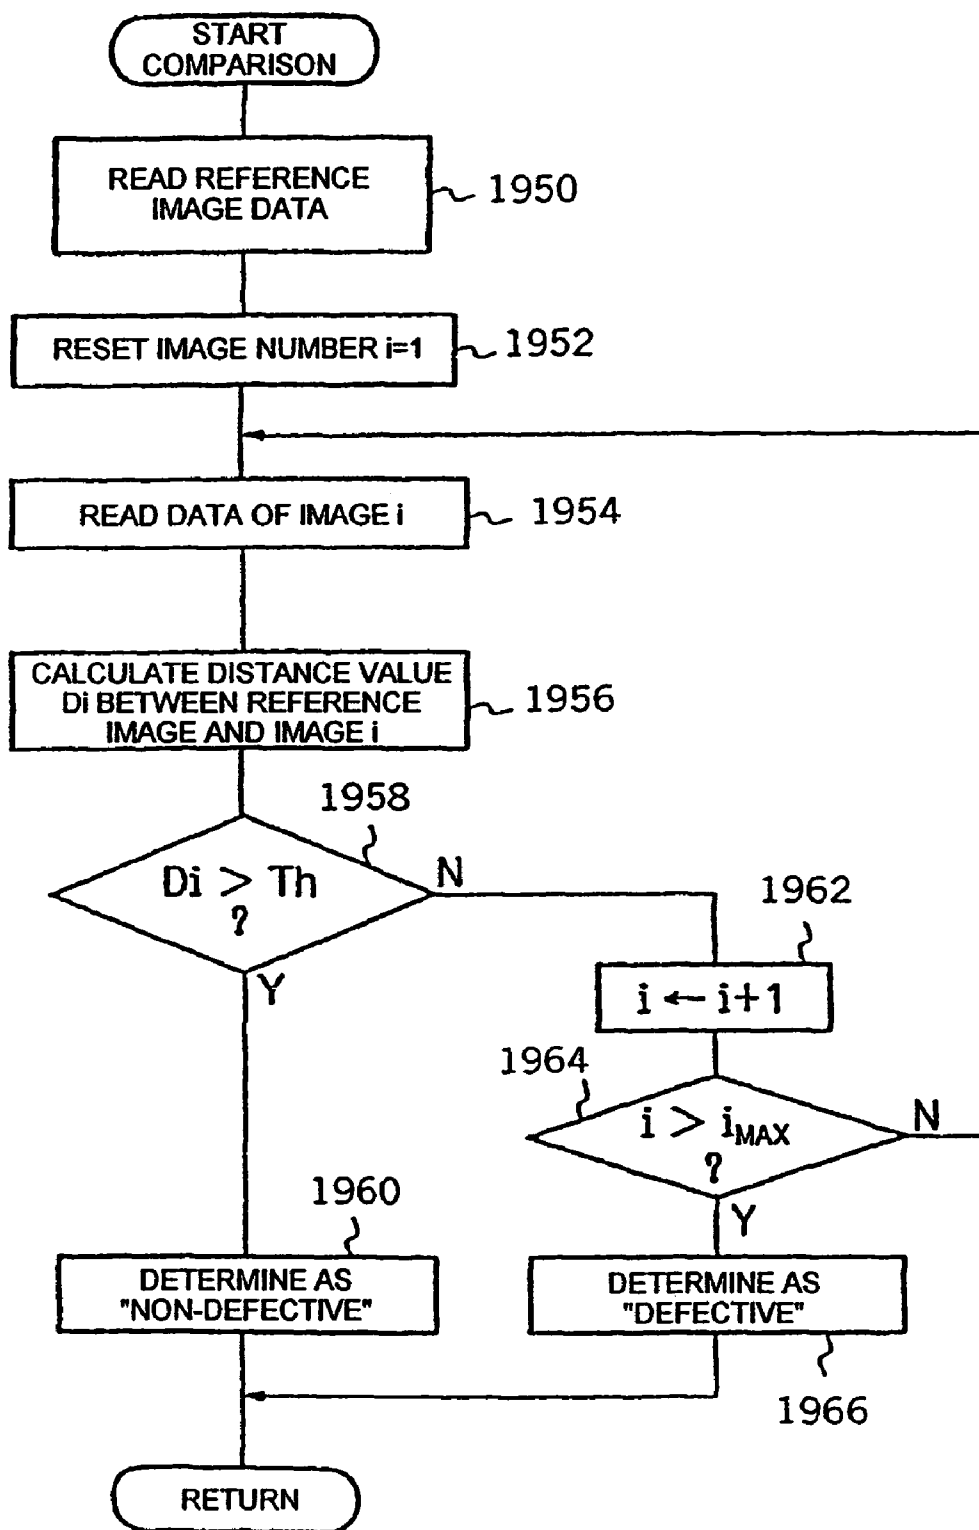 START
COMPARISON
READ REFERENCE
IMAGE DATA
1950
RESET IMAGE NUMBER i=1
1952
READ DATA OF IMAGE i
1954
CALCULATE DISTANCE VALUE
Di BETWEEN REFERENCE
IMAGE AND IMAGE i
1956
1958
Di > Th
?
N
Y
1962
i ← i+1
1964
i > iMAX
?
N
Y
1960
DETERMINE AS
"NON-DEFECTIVE"
DETERMINE AS
"DEFECTIVE"
1966
RETURN